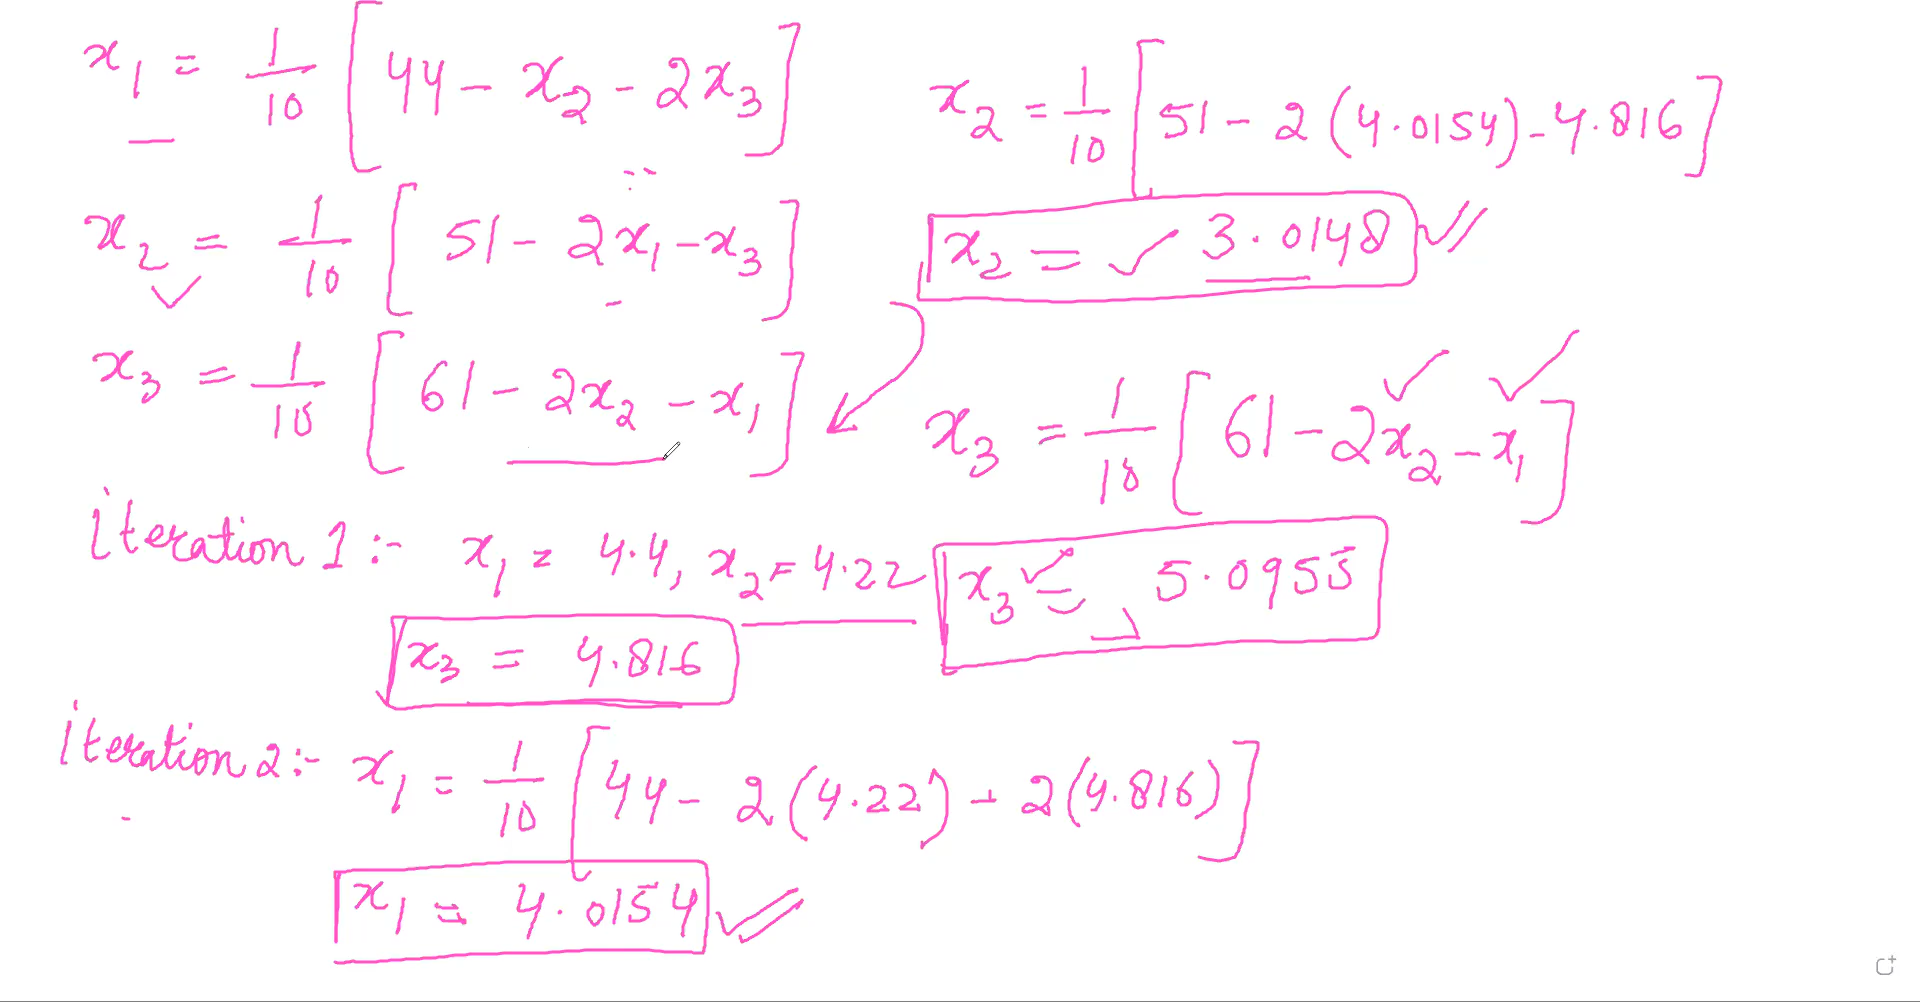 x₁ = 1/10 [44 - x₂ - 2x₃]
x₂ = 1/10 [51 - 2x₁ - x₃]
x₃ = 1/10 [61 - 2x₂ - x₁]
iteration 1 :- x₁ = 4.4, x₂ = 4.22
x₃ = 4.816
iteration 2 :- x₁ = 1/10 [44 - 2(4.22) - 2(4.816)]
x₁ = 4.0154
x₂ = 1/10 [51 - 2(4.0154) - 4.816]
x₂ = 3.0148
x₃ = 1/10 [61 - 2x₂ - x₁]
x₃ = 5.0955